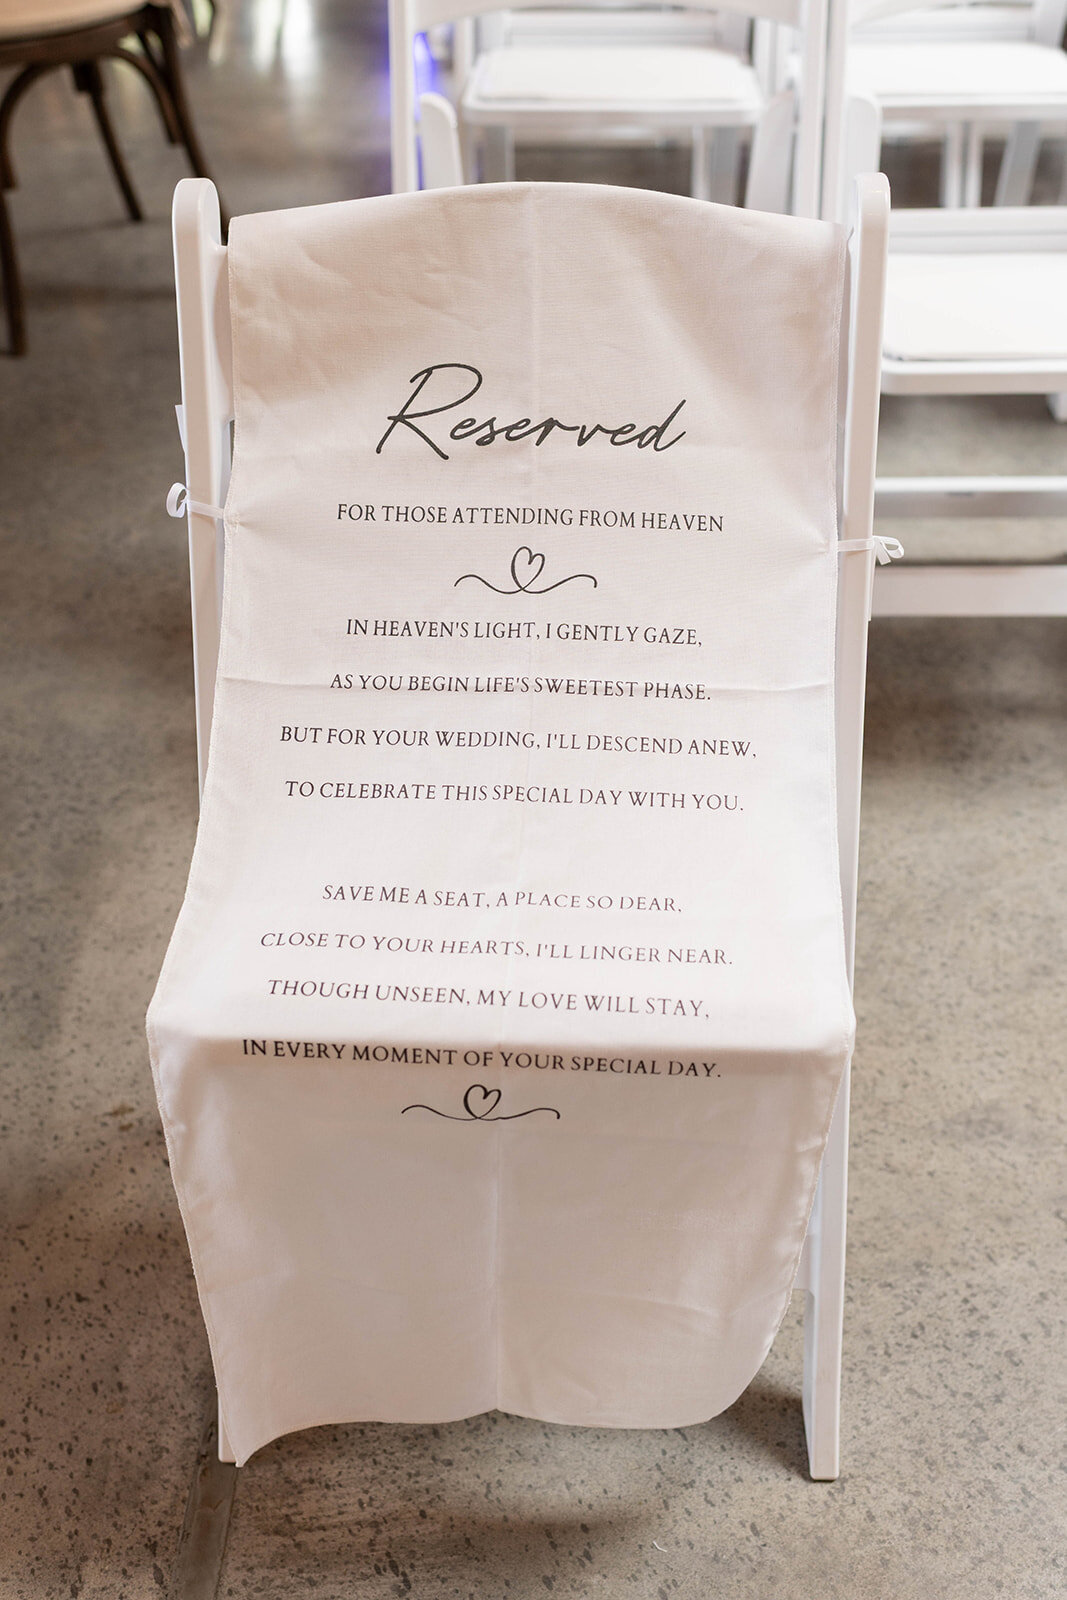 Reserved
FOR THOSE ATTENDING FROM HEAVEN
IN HEAVEN'S LIGHT, I GENTLY GAZE,
AS YOU BEGIN LIFE'S SWEETEST PHASE.
BUT FOR YOUR WEDDING, I'LL DESCEND ANEW,
TO CELEBRATE THIS SPECIAL DAY WITH YOU.
SAVE ME A SEAT, A PLACE SO DEAR,
CLOSE TO YOUR HEARTS, I'LL LINGER NEAR.
THOUGH UNSEEN, MY LOVE WILL STAY,
IN EVERY MOMENT OF YOUR SPECIAL DAY.